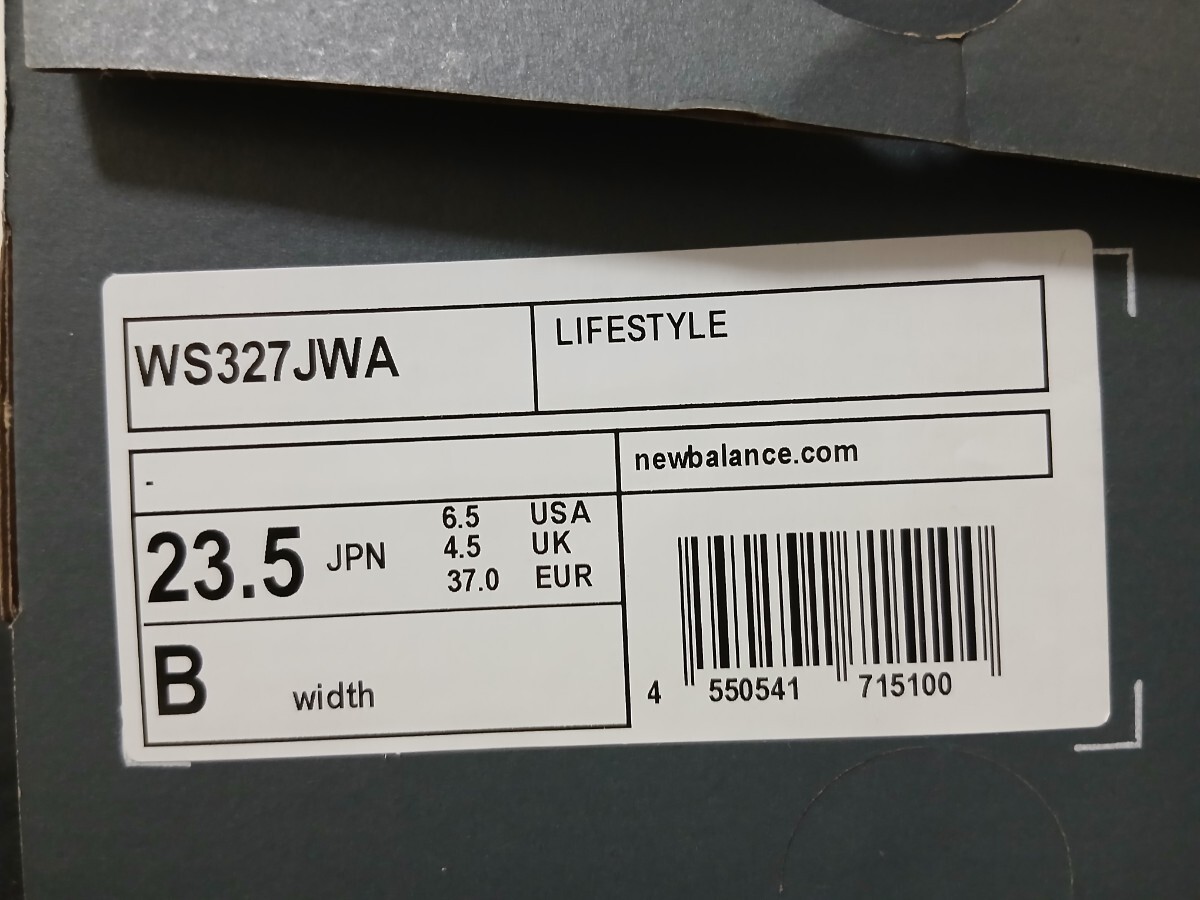 WS327JWA
LIFESTYLE
-
newbalance.com
23.5 JPN
6.5 USA
4.5 UK
37.0 EUR
B width
4 550541 715100